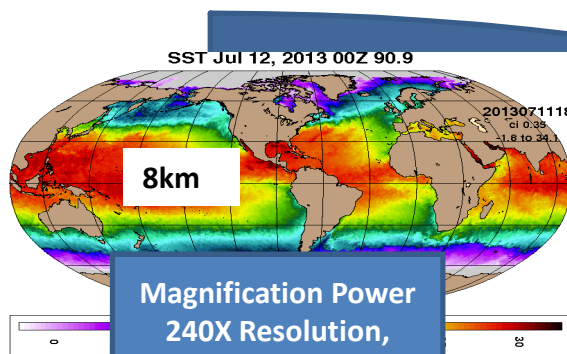 SST Jul 12, 2013 00Z 90.9
2013071118
ci 0.35
-1.8 to 34.1
8km
Magnification Power
240X Resolution,
0
30